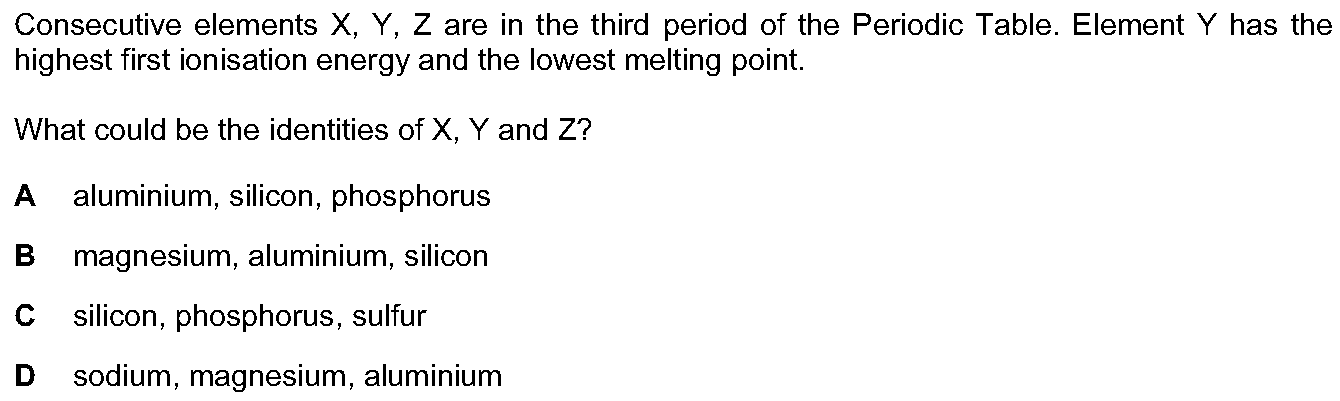 Consecutive elements X, Y, Z are in the third period of the Periodic Table. Element Y has the
highest first ionisation energy and the lowest melting point.
What could be the identities of X, Y and Z?
A aluminium, silicon, phosphorus
B magnesium, aluminium, silicon
C silicon, phosphorus, sulfur
D sodium, magnesium, aluminium